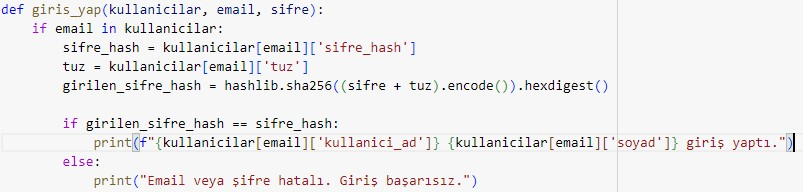 def giris_yap(kullanicilar, email, sifre):
    if email in kullanicilar:
        sifre_hash = kullanicilar[email]['sifre_hash']
        tuz = kullanicilar[email]['tuz']
        girilen_sifre_hash = hashlib.sha256((sifre + tuz).encode()).hexdigest()
        if girilen_sifre_hash == sifre_hash:
            print(f"{kullanicilar[email]['kullanici_ad']} {kullanicilar[email]['soyad']} giriş yaptı.")
        else:
            print("Email veya şifre hatalı. Giriş başarısız.")